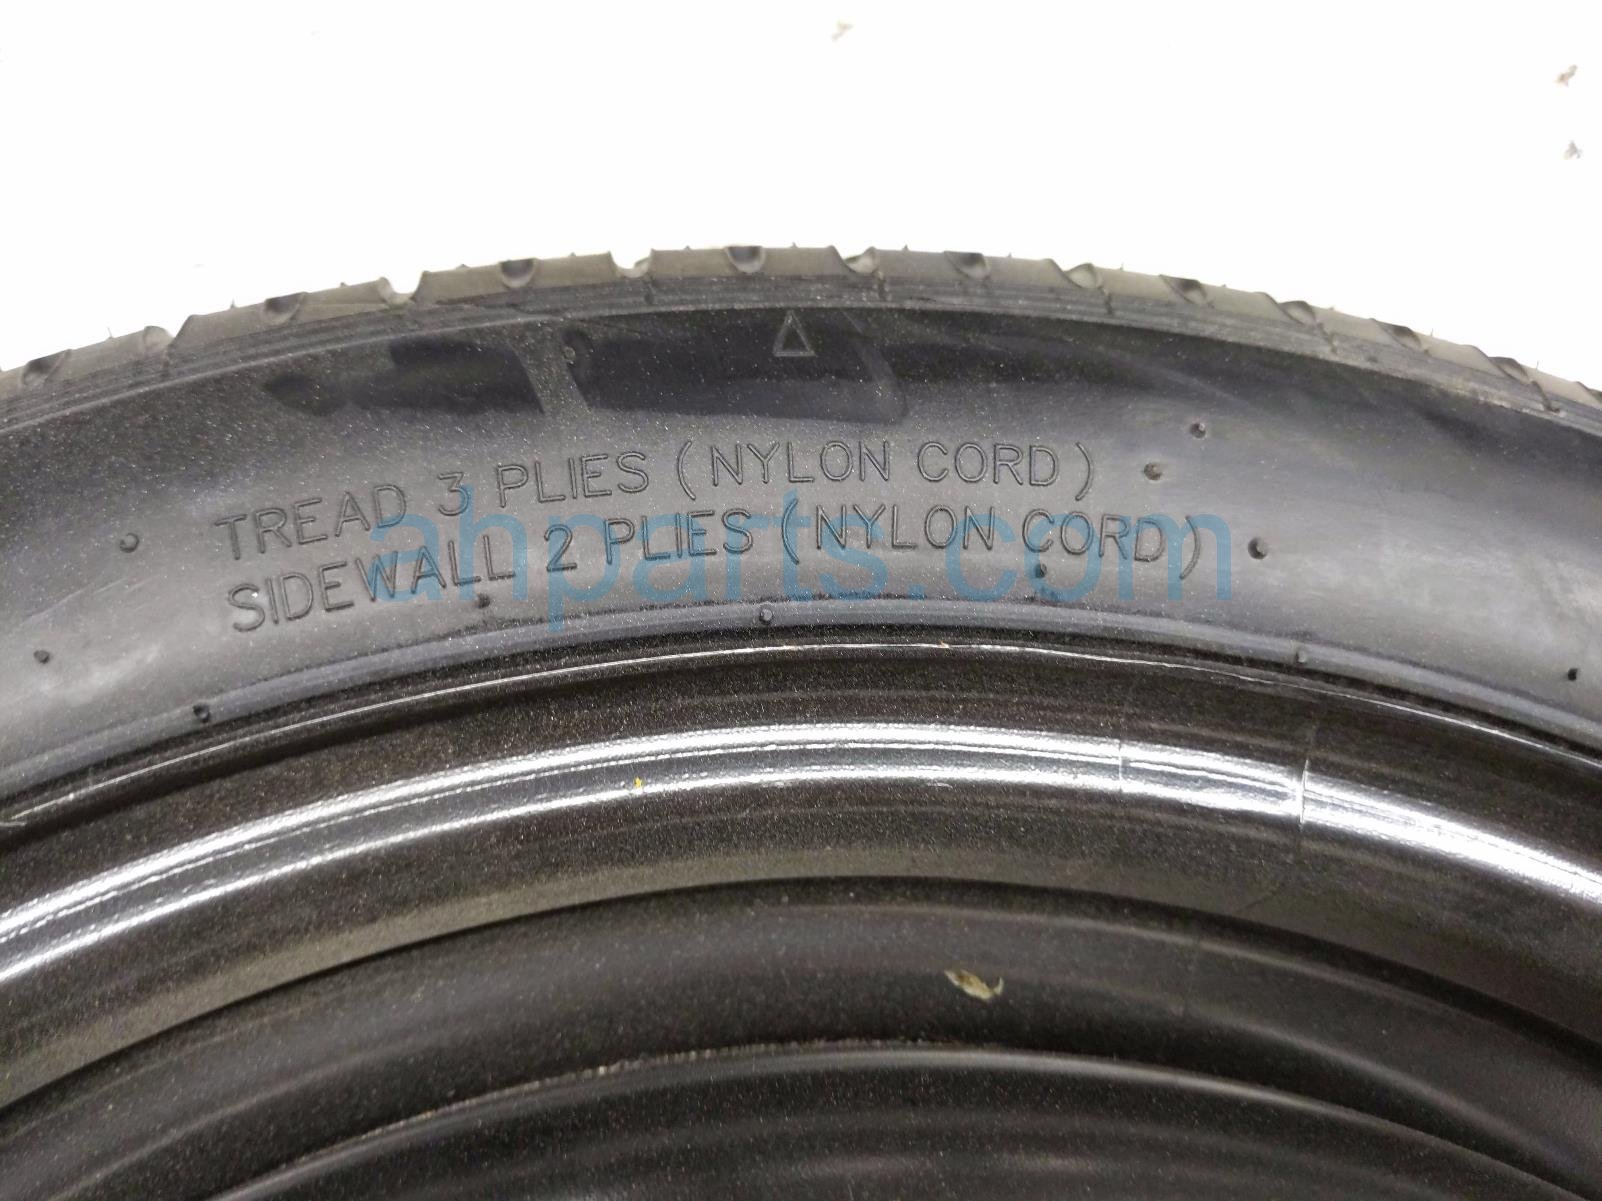 TREAD 3 PLIES (NYLON CORD)
SIDEWALL 2 PLIES (NYLON CORD)
ahparts.com